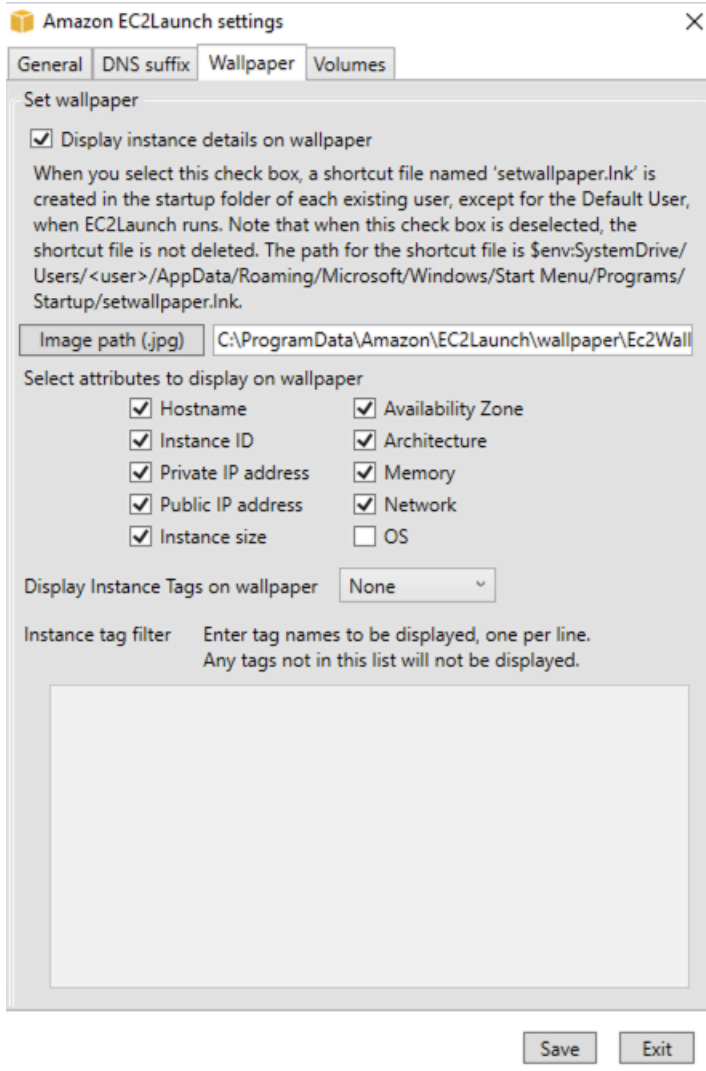 Amazon EC2Launch settings
General DNS suffix Wallpaper Volumes
Set wallpaper
Display instance details on wallpaper
When you select this check box, a shortcut file named 'setwallpaper.lnk' is
created in the startup folder of each existing user, except for the Default User,
when EC2Launch runs. Note that when this check box is deselected, the
shortcut file is not deleted. The path for the shortcut file is $env:SystemDrive/
Users/<user>/AppData/Roaming/Microsoft/Windows/Start Menu/Programs/
Startup/setwallpaper.lnk.
Image path (.jpg) C:\ProgramData\Amazon\EC2Launch\wallpaper\Ec2Wall
Select attributes to display on wallpaper
Hostname Availability Zone
Instance ID Architecture
Private IP address Memory
Public IP address Network
Instance size OS
Display Instance Tags on wallpaper None
Instance tag filter Enter tag names to be displayed, one per line.
Any tags not in this list will not be displayed.
Save Exit